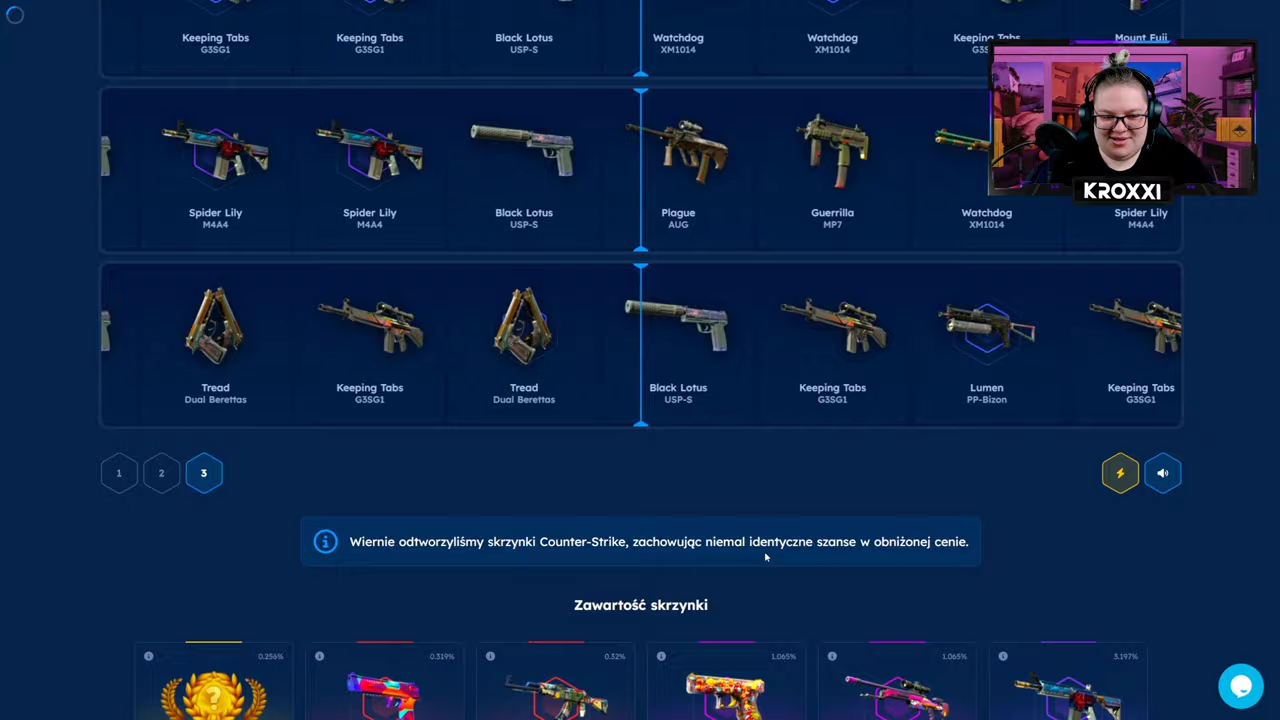 Keeping Tabs Keeping Tabs Black Lotus Watchdog Watchdog Keeping Tabs Mount Fuji
G3SG1 G3SG1 USP-S XM1014 XM1014
KROXXI
Spider Lily Spider Lily Black Lotus Plague Guerrilla Watchdog Spider Lily
M4A4 M4A4 USP-S AUG MP7 XM1014 M4A4
Tread Keeping Tabs Tread Black Lotus Keeping Tabs Lumen Keeping Tabs
Dual Berettas G3SG1 Dual Berettas USP-S G3SG1 PP-Bizon G3SG1
1 2 3
Wiernie odtworzyliśmy skrzynki Counter-Strike, zachowując niemal identyczne szanse w obniżonej cenie.
Zawartość skrzynki
0.256% 0.319% 0.32% 1.065% 1.065% 3.197%
?